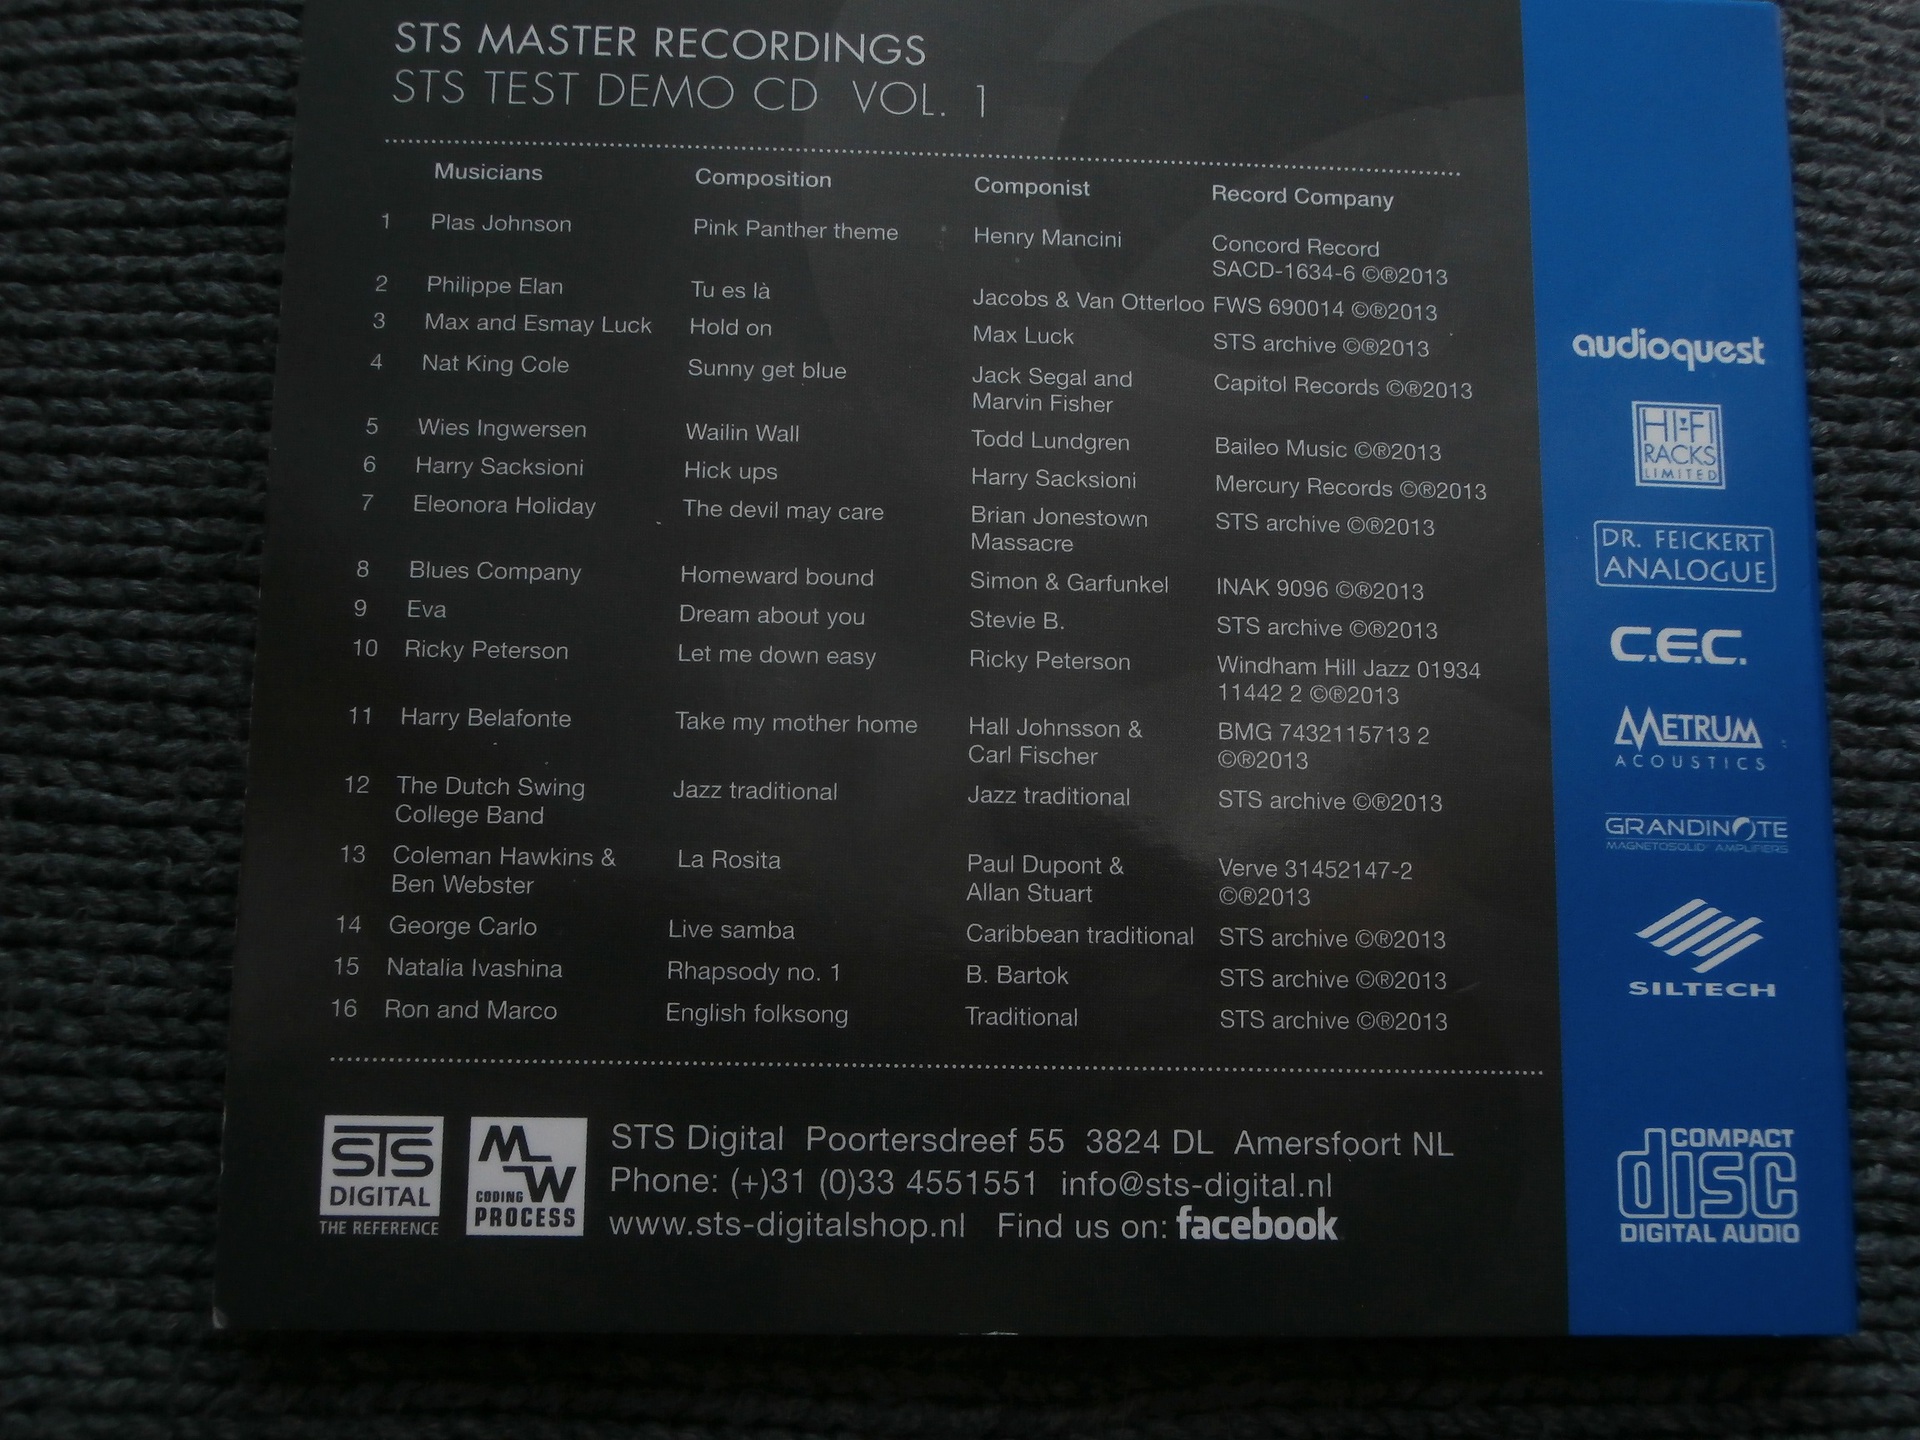 STS MASTER RECORDINGS
STS TEST DEMO CD VOL. 1
Musicians Composition Componist Record Company
1 Plas Johnson Pink Panther theme Henry Mancini Concord Record
SACD-1634-6 ©®2013
2 Philippe Elan Tu es là Jacobs & Van Otterloo FWS 690014 ©®2013
3 Max and Esmay Luck Hold on Max Luck STS archive ©®2013
4 Nat King Cole Sunny get blue Jack Segal and Capitol Records ©®2013
Marvin Fisher
5 Wies Ingwersen Wailin Wall Todd Lundgren Baileo Music ©®2013
6 Harry Sacksioni Hick ups Harry Sacksioni Mercury Records ©®2013
7 Eleonora Holiday The devil may care Brian Jonestown STS archive ©®2013
Massacre
8 Blues Company Homeward bound Simon & Garfunkel INAK 9096 ©®2013
9 Eva Dream about you Stevie B. STS archive ©®2013
10 Ricky Peterson Let me down easy Ricky Peterson Windham Hill Jazz 01934
11442 2 ©®2013
11 Harry Belafonte Take my mother home Hall Johnsson & BMG 7432115713 2
Carl Fischer ©®2013
12 The Dutch Swing Jazz traditional Jazz traditional STS archive ©®2013
College Band
13 Coleman Hawkins & La Rosita Paul Dupont & Verve 31452147-2
Ben Webster Allan Stuart ©®2013
14 George Carlo Live samba Caribbean traditional STS archive ©®2013
15 Natalia Ivashina Rhapsody no. 1 B. Bartok STS archive ©®2013
16 Ron and Marco English folksong Traditional STS archive ©®2013
STS
DIGITAL
THE REFERENCE
MW
CODING
PROCESS
STS Digital Poortersdreef 55 3824 DL Amersfoort NL
Phone: (+)31 (0)33 4551551 info@sts-digital.nl
www.sts-digitalshop.nl Find us on: facebook
audioquest
HI-FI
RACKS
LIMITED
DR. FEICKERT
ANALOGUE
C.E.C.
METRUM
ACOUSTICS
GRANDINOTE
MAGNETOSOLID® AMPLIFIERS
SILTECH
COMPACT
disc
DIGITAL AUDIO